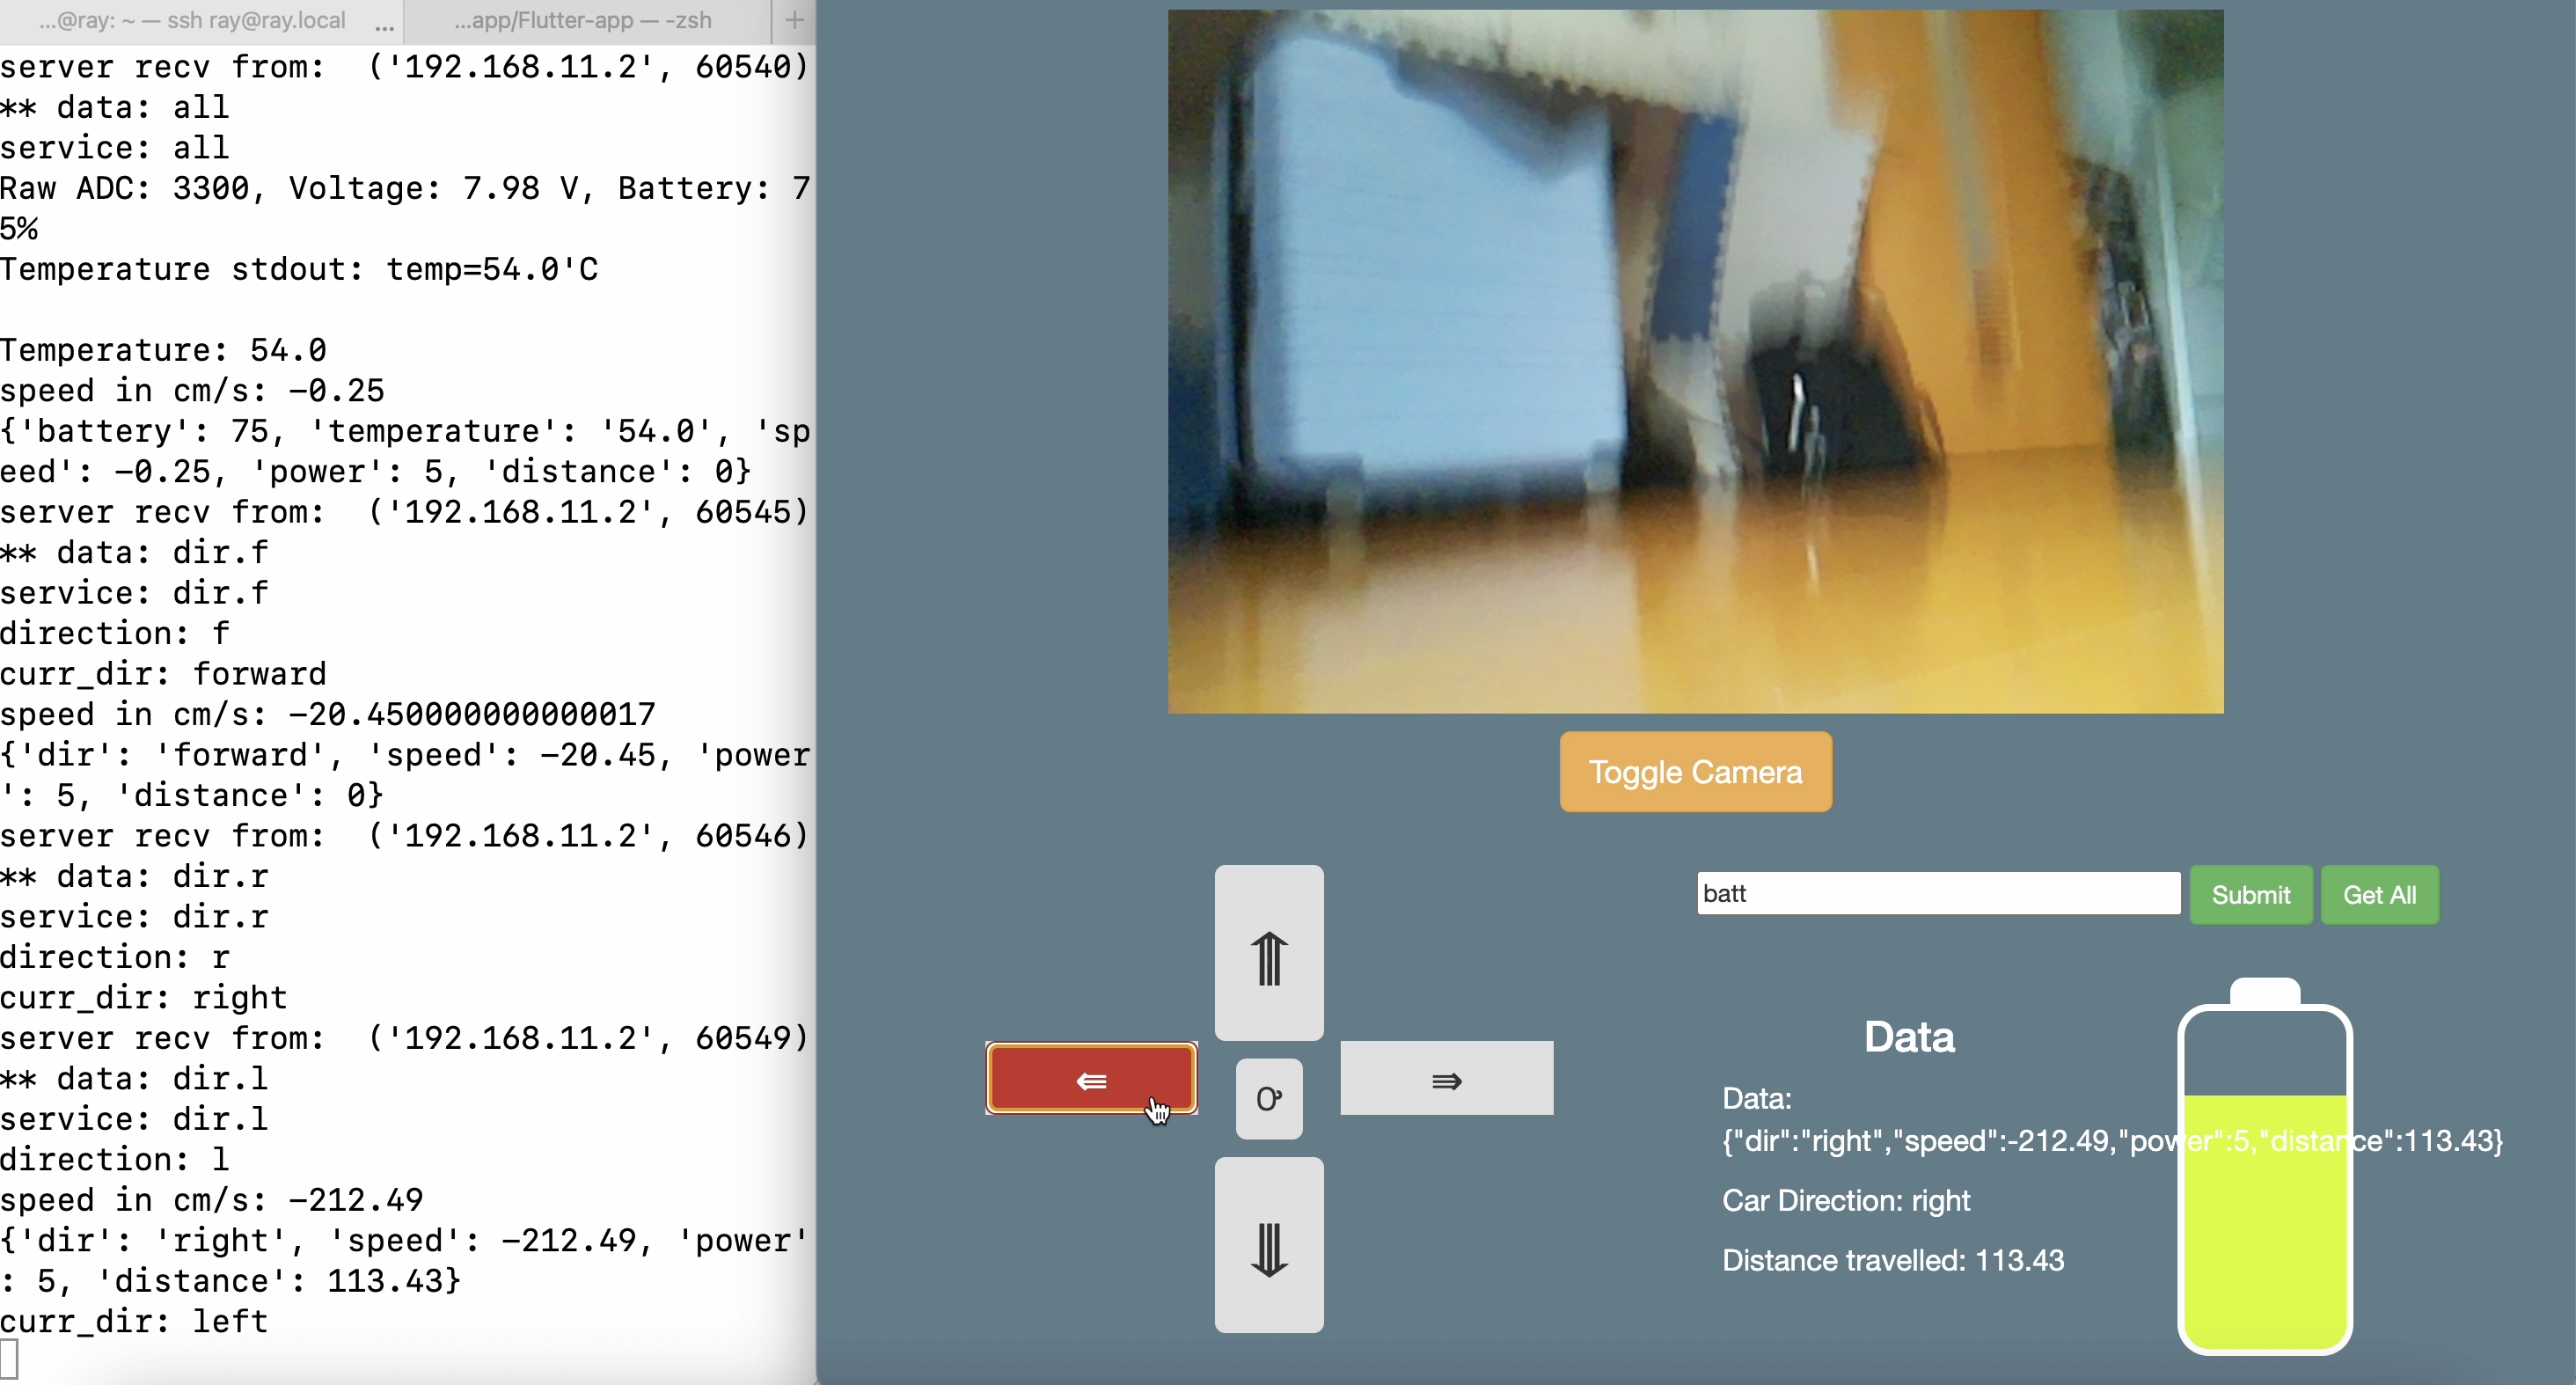 ...@ray: ~ — ssh ray@ray.local ...
...app/Flutter-app — -zsh +
server recv from:  ('192.168.11.2', 60540)
** data: all
service: all
Raw ADC: 3300, Voltage: 7.98 V, Battery: 7
5%
Temperature stdout: temp=54.0'C
Temperature: 54.0
speed in cm/s: -0.25
{'battery': 75, 'temperature': '54.0', 'sp
eed': -0.25, 'power': 5, 'distance': 0}
server recv from:  ('192.168.11.2', 60545)
** data: dir.f
service: dir.f
direction: f
curr_dir: forward
speed in cm/s: -20.450000000000017
{'dir': 'forward', 'speed': -20.45, 'power
': 5, 'distance': 0}
server recv from:  ('192.168.11.2', 60546)
** data: dir.r
service: dir.r
direction: r
curr_dir: right
server recv from:  ('192.168.11.2', 60549)
** data: dir.l
service: dir.l
direction: l
speed in cm/s: -212.49
{'dir': 'right', 'speed': -212.49, 'power'
: 5, 'distance': 113.43}
curr_dir: left
Toggle Camera
batt
Submit
Get All
⤊
⇚
⇛
⤋
Data
Data:
{"dir":"right","speed":-212.49,"power":5,"distance":113.43}
Car Direction: right
Distance travelled: 113.43